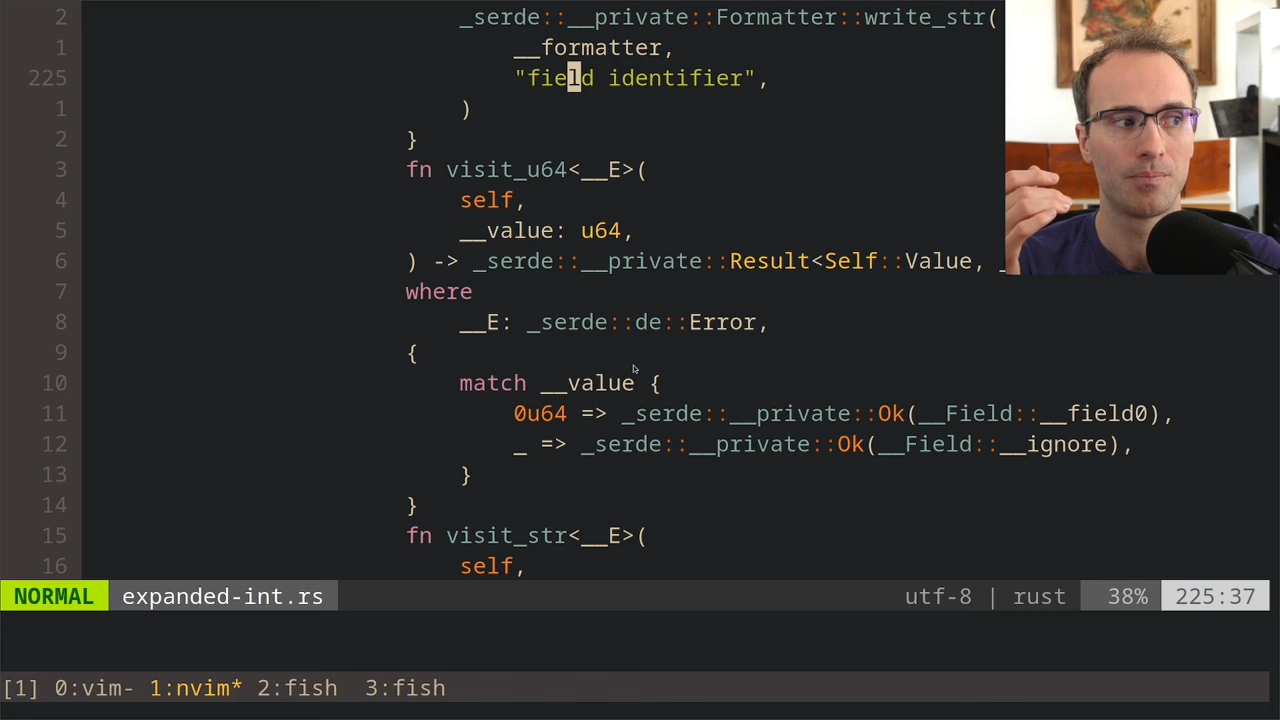 2 _serde::__private::Formatter::write_str(
1 __formatter,
225 "field identifier",
1 )
2 }
3 fn visit_u64<__E>(
4 self,
5 __value: u64,
6 ) -> _serde::__private::Result<Self::Value, _
7 where
8 __E: _serde::de::Error,
9 {
10 match __value {
11 0u64 => _serde::__private::Ok(__Field::__field0),
12 _ => _serde::__private::Ok(__Field::__ignore),
13 }
14 }
15 fn visit_str<__E>(
16 self,
NORMAL expanded-int.rs utf-8 | rust 38% 225:37
[1] 0:vim- 1:nvim* 2:fish 3:fish